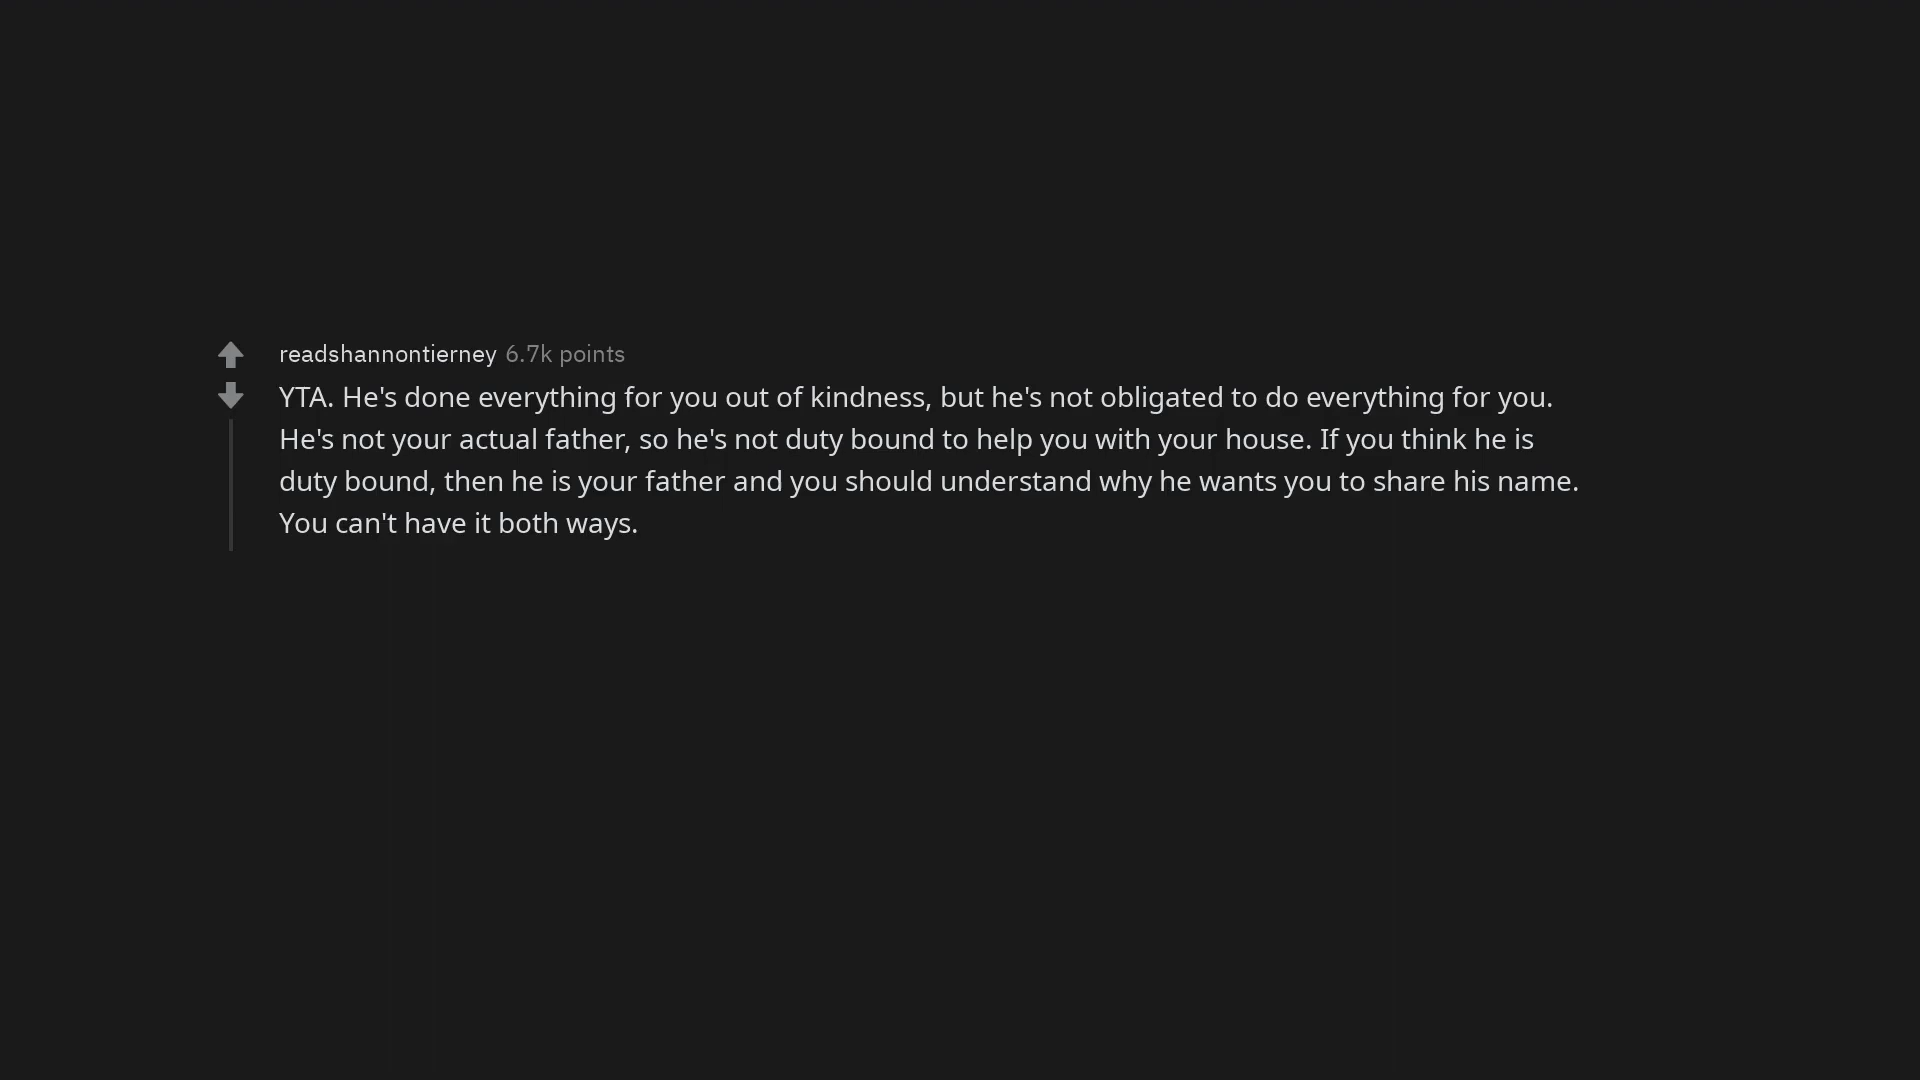 readshannontierney 6.7k points
YTA. He's done everything for you out of kindness, but he's not obligated to do everything for you.
He's not your actual father, so he's not duty bound to help you with your house. If you think he is
duty bound, then he is your father and you should understand why he wants you to share his name.
You can't have it both ways.